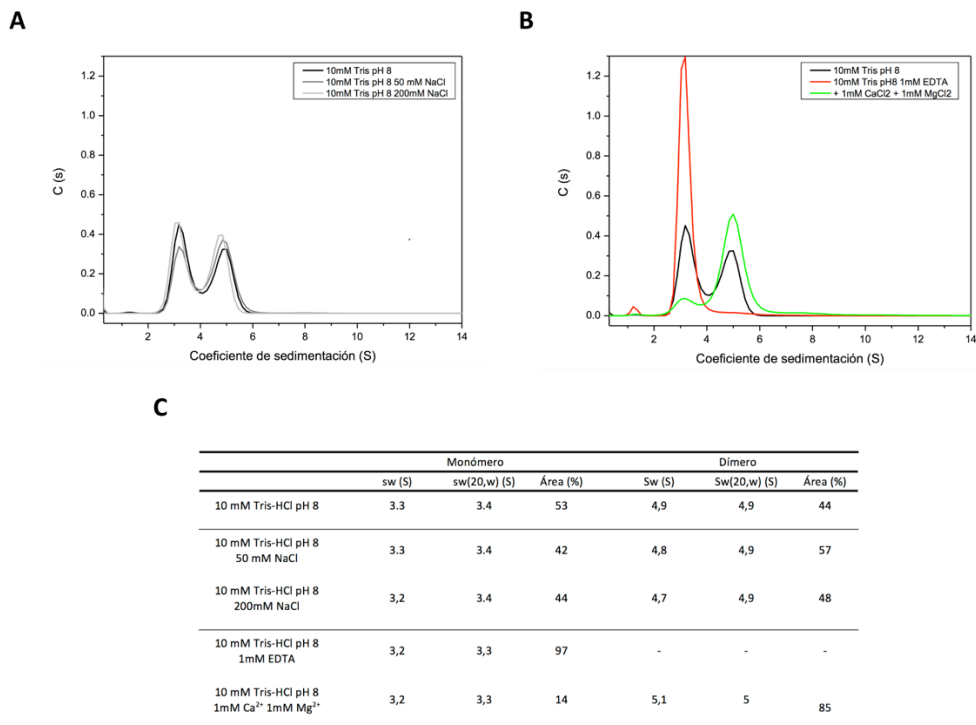 A
B
10mM Tris pH 8
10mM Tris pH 8 50 mM NaCl
10mM Tris pH 8 200mM NaCl
1.2
1.0
0.8
0.6
0.4
0.2
0.0
C (s)
2 4 6 8 10 12 14
Coeficiente de sedimentación (S)
10mM Tris pH 8
10mM Tris pH8 1mM EDTA
+ 1mM CaCl2 + 1mM MgCl2
1.2
1.0
0.8
0.6
0.4
0.2
0.0
C (s)
2 4 6 8 10 12 14
Coeficiente de sedimentación (S)
C
Monómero Dímero
sw (S) sw(20,w) (S) Área (%) Sw (S) Sw(20,w) (S) Área (%)
10 mM Tris-HCl pH 8 3.3 3.4 53 4,9 4,9 44
10 mM Tris-HCl pH 8
50 mM NaCl 3.3 3.4 42 4,8 4,9 57
10 mM Tris-HCl pH 8
200mM NaCl 3,2 3.4 44 4,7 4,9 48
10 mM Tris-HCl pH 8
1mM EDTA 3,2 3,3 97 - - -
10 mM Tris-HCl pH 8
1mM Ca²⁺ 1mM Mg²⁺ 3,2 3,3 14 5,1 5 85